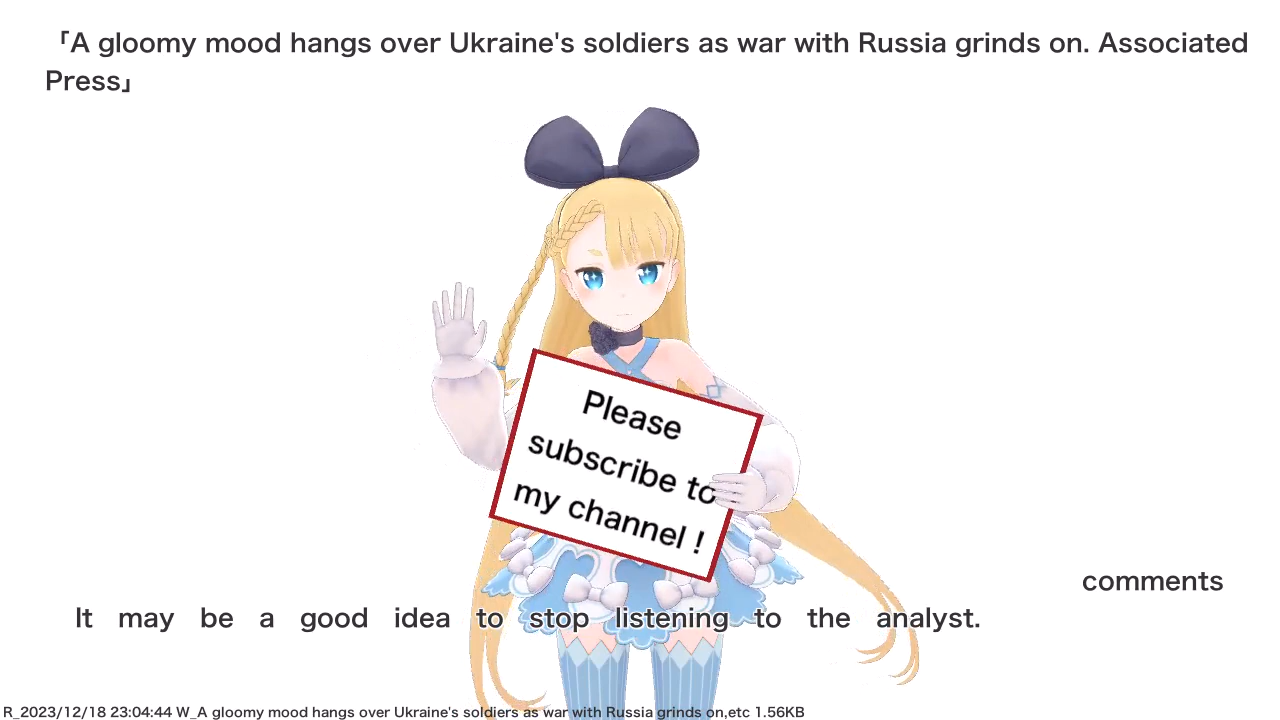 「A gloomy mood hangs over Ukraine's soldiers as war with Russia grinds on. Associated
Press」
Please
subscribe to
my channel !
comments
It may be a good idea to stop listening to the analyst.
R_2023/12/18 23:04:44 W_A gloomy mood hangs over Ukraine's soldiers as war with Russia grinds on,etc 1.56KB